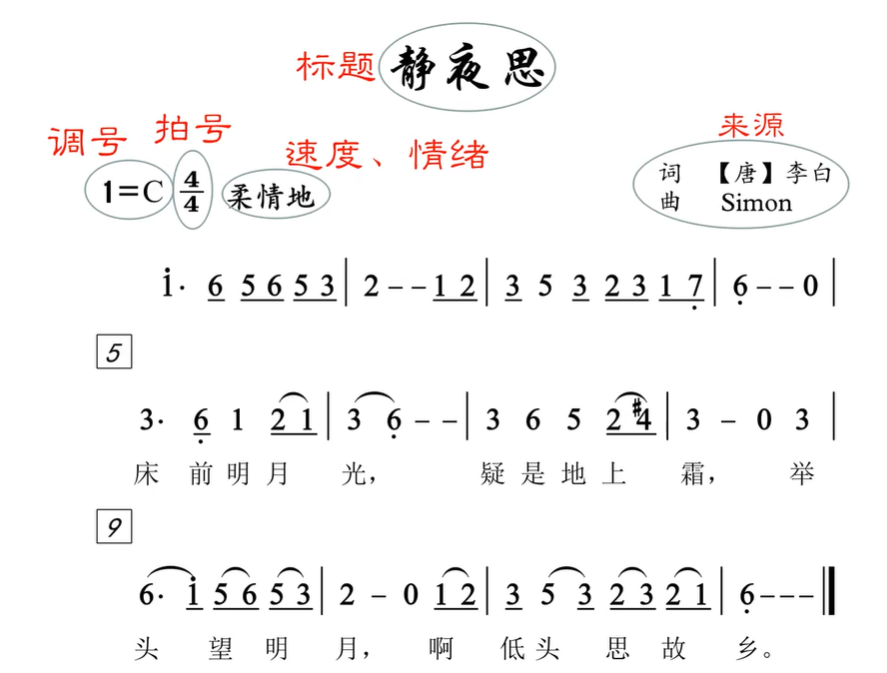 标题 静夜思
调号 拍号 速度、情绪 来源
1=C 4/4 柔情地 词 【唐】李白
曲 Simon
i̇· 6 5 6 5 3 | 2 - - 1 2 | 3 5 3 2 3 1 7̣ | 6̣ - - 0 |
5
3· 6̣ 1 2 1 | 3 6̣ - - | 3 6 5 2 #4 | 3 - 0 3 |
床 前 明 月 光， 疑 是 地 上 霜， 举
9
6· i̇ 5 6 5 3 | 2 - 0 1 2 | 3 5 3 2 3 2 1 | 6̣ - - - ‖
头 望 明 月， 啊 低 头 思 故 乡。